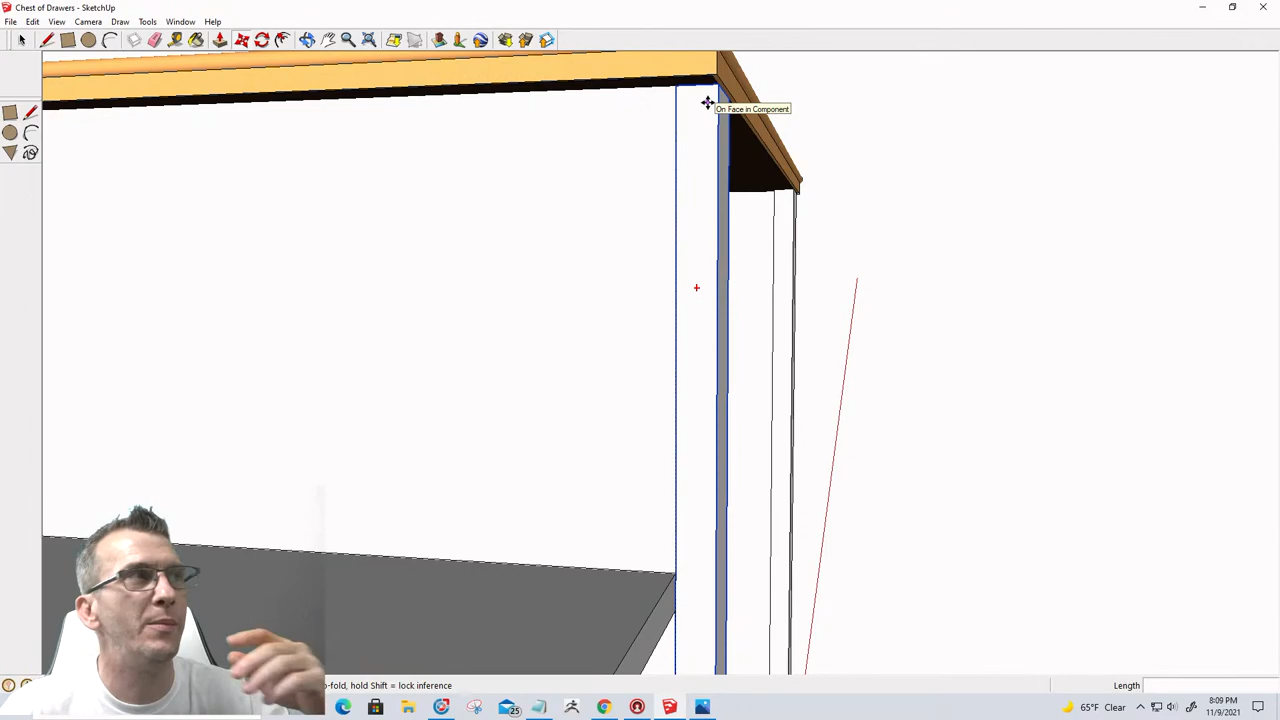 Chest of Drawers - SketchUp
File Edit View Camera Draw Tools Window Help
On Face in Component
o-fold, hold Shift = lock inference
Length
25
65°F Clear
8:09 PM
11/9/2021